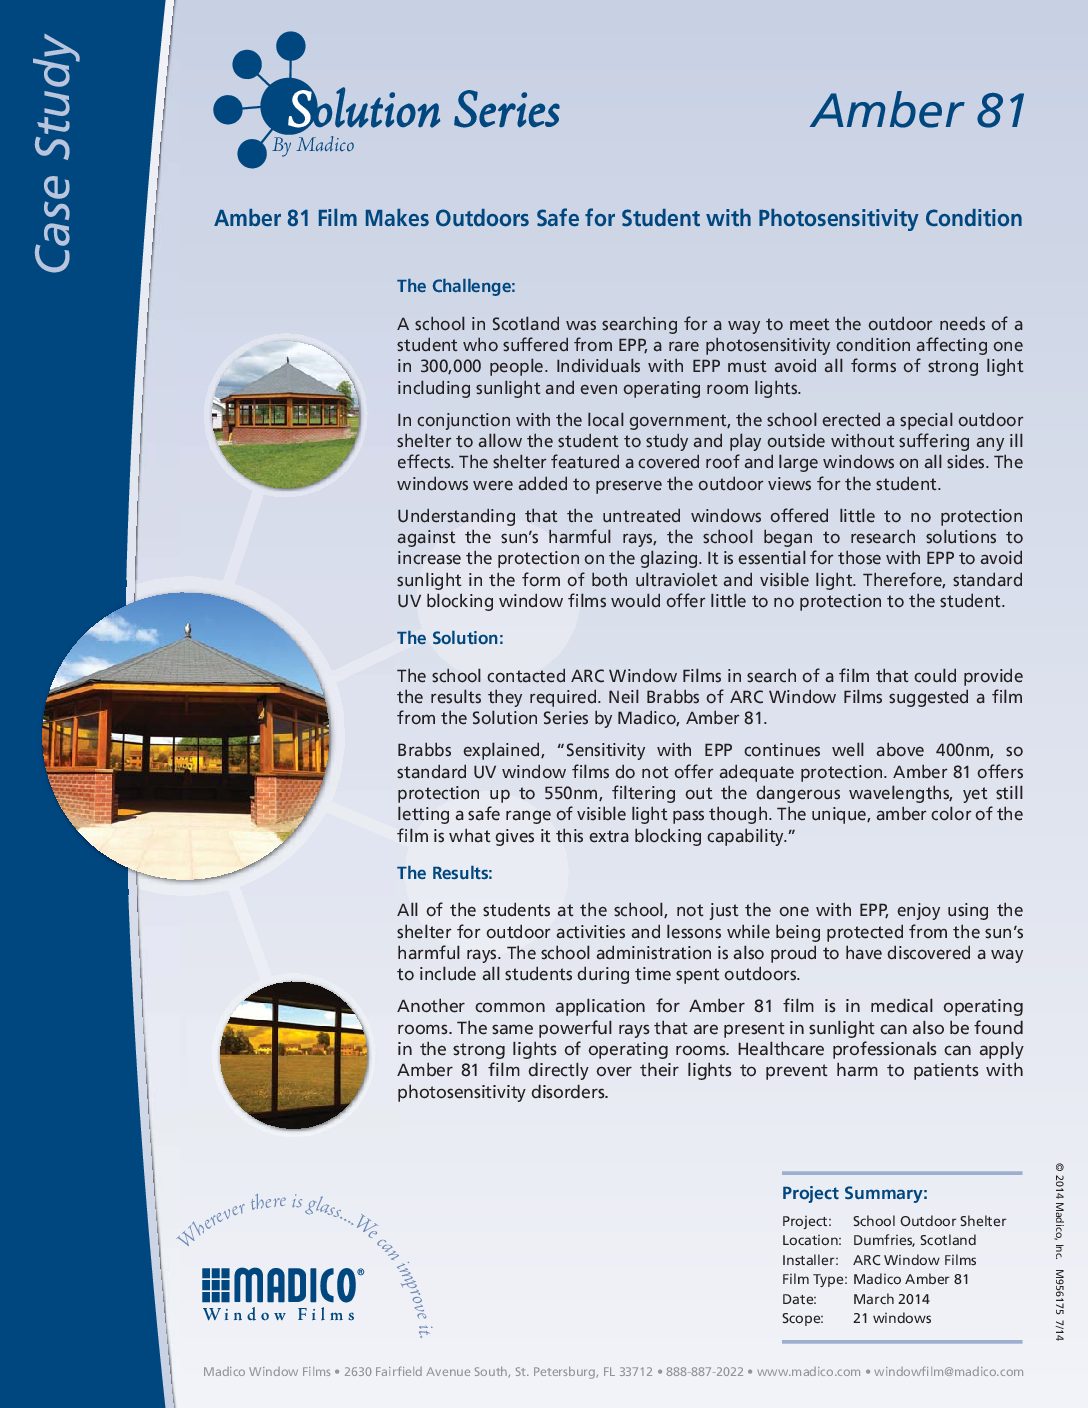 Case Study
Solution Series
By Madico
Amber 81
Amber 81 Film Makes Outdoors Safe for Student with Photosensitivity Condition
The Challenge:
A school in Scotland was searching for a way to meet the outdoor needs of a
student who suffered from EPP, a rare photosensitivity condition affecting one
in 300,000 people. Individuals with EPP must avoid all forms of strong light
including sunlight and even operating room lights.
In conjunction with the local government, the school erected a special outdoor
shelter to allow the student to study and play outside without suffering any ill
effects. The shelter featured a covered roof and large windows on all sides. The
windows were added to preserve the outdoor views for the student.
Understanding that the untreated windows offered little to no protection
against the sun’s harmful rays, the school began to research solutions to
increase the protection on the glazing. It is essential for those with EPP to avoid
sunlight in the form of both ultraviolet and visible light. Therefore, standard
UV blocking window films would offer little to no protection to the student.
The Solution:
The school contacted ARC Window Films in search of a film that could provide
the results they required. Neil Brabbs of ARC Window Films suggested a film
from the Solution Series by Madico, Amber 81.
Brabbs explained, “Sensitivity with EPP continues well above 400nm, so
standard UV window films do not offer adequate protection. Amber 81 offers
protection up to 550nm, filtering out the dangerous wavelengths, yet still
letting a safe range of visible light pass though. The unique, amber color of the
film is what gives it this extra blocking capability.”
The Results:
All of the students at the school, not just the one with EPP, enjoy using the
shelter for outdoor activities and lessons while being protected from the sun’s
harmful rays. The school administration is also proud to have discovered a way
to include all students during time spent outdoors.
Another common application for Amber 81 film is in medical operating
rooms. The same powerful rays that are present in sunlight can also be found
in the strong lights of operating rooms. Healthcare professionals can apply
Amber 81 film directly over their lights to prevent harm to patients with
photosensitivity disorders.
Wherever there is glass....We can improve it.
MADICO®
Window Films
Project Summary:
Project: School Outdoor Shelter
Location: Dumfries, Scotland
Installer: ARC Window Films
Film Type: Madico Amber 81
Date: March 2014
Scope: 21 windows
© 2014 Madico, Inc. M956175 7/14
Madico Window Films • 2630 Fairfield Avenue South, St. Petersburg, FL 33712 • 888-887-2022 • www.madico.com • windowfilm@madico.com